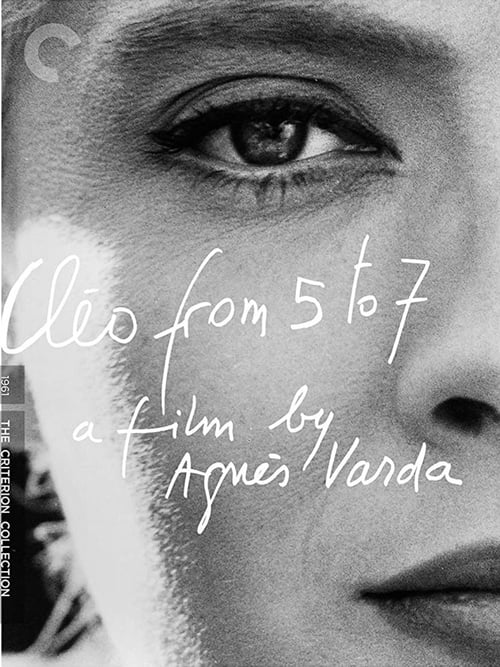 Cléo from 5 to 7
a film by
Agnès Varda
1961
THE CRITERION COLLECTION